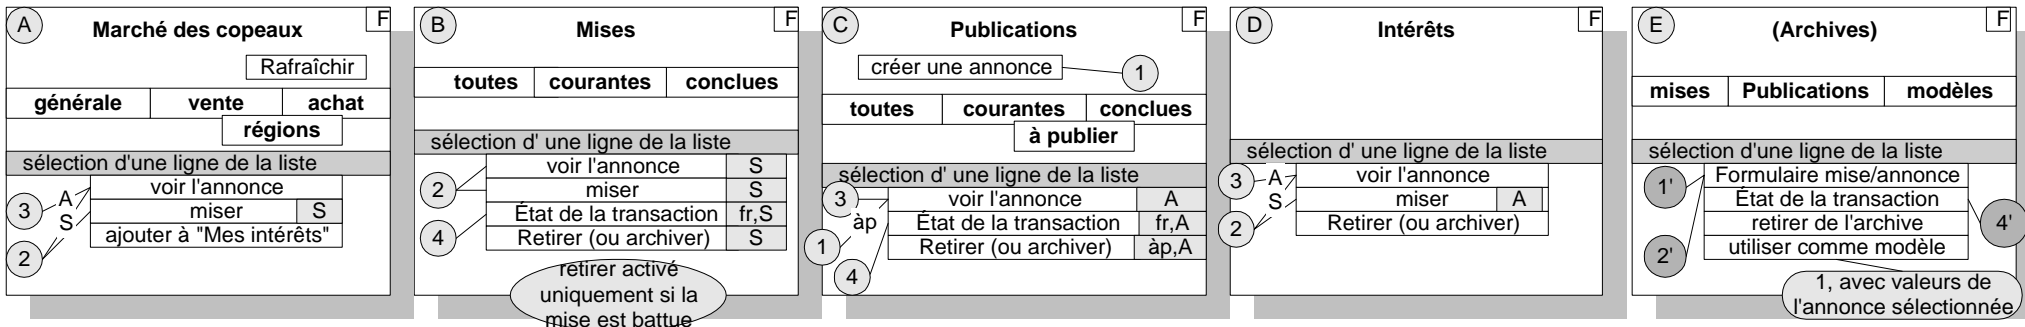 A
Marché des copeaux
F
Rafraîchir
générale vente achat
régions
sélection d'une ligne de la liste
voir l'annonce
3 A
miser S
S
ajouter à "Mes intérêts"
2
B
Mises
F
toutes courantes conclues
sélection d' une ligne de la liste
voir l'annonce S
2
miser S
État de la transaction fr,S
4
Retirer (ou archiver) S
retirer activé
uniquement si la
mise est battue
C
Publications
F
créer une annonce
1
toutes courantes conclues
à publier
sélection d' une ligne de la liste
3
voir l'annonce A
àp
État de la transaction fr,A
1
Retirer (ou archiver) àp,A
4
D
Intérêts
F
sélection d' une ligne de la liste
3 A
voir l'annonce
S
miser A
2
Retirer (ou archiver)
E
(Archives)
F
mises Publications modèles
sélection d'une ligne de la liste
1'
Formulaire mise/annonce
État de la transaction
retirer de l'archive
4'
2'
utiliser comme modèle
1, avec valeurs de
l'annonce sélectionnée